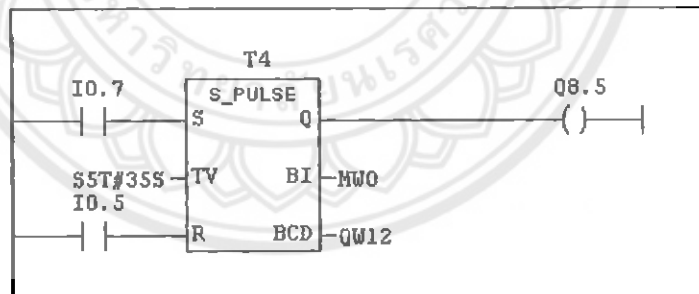 T4
I0.7
S_PULSE
Q8.5
S
Q
S5T#35S
TV
BI
MW0
I0.5
R
BCD
QW12